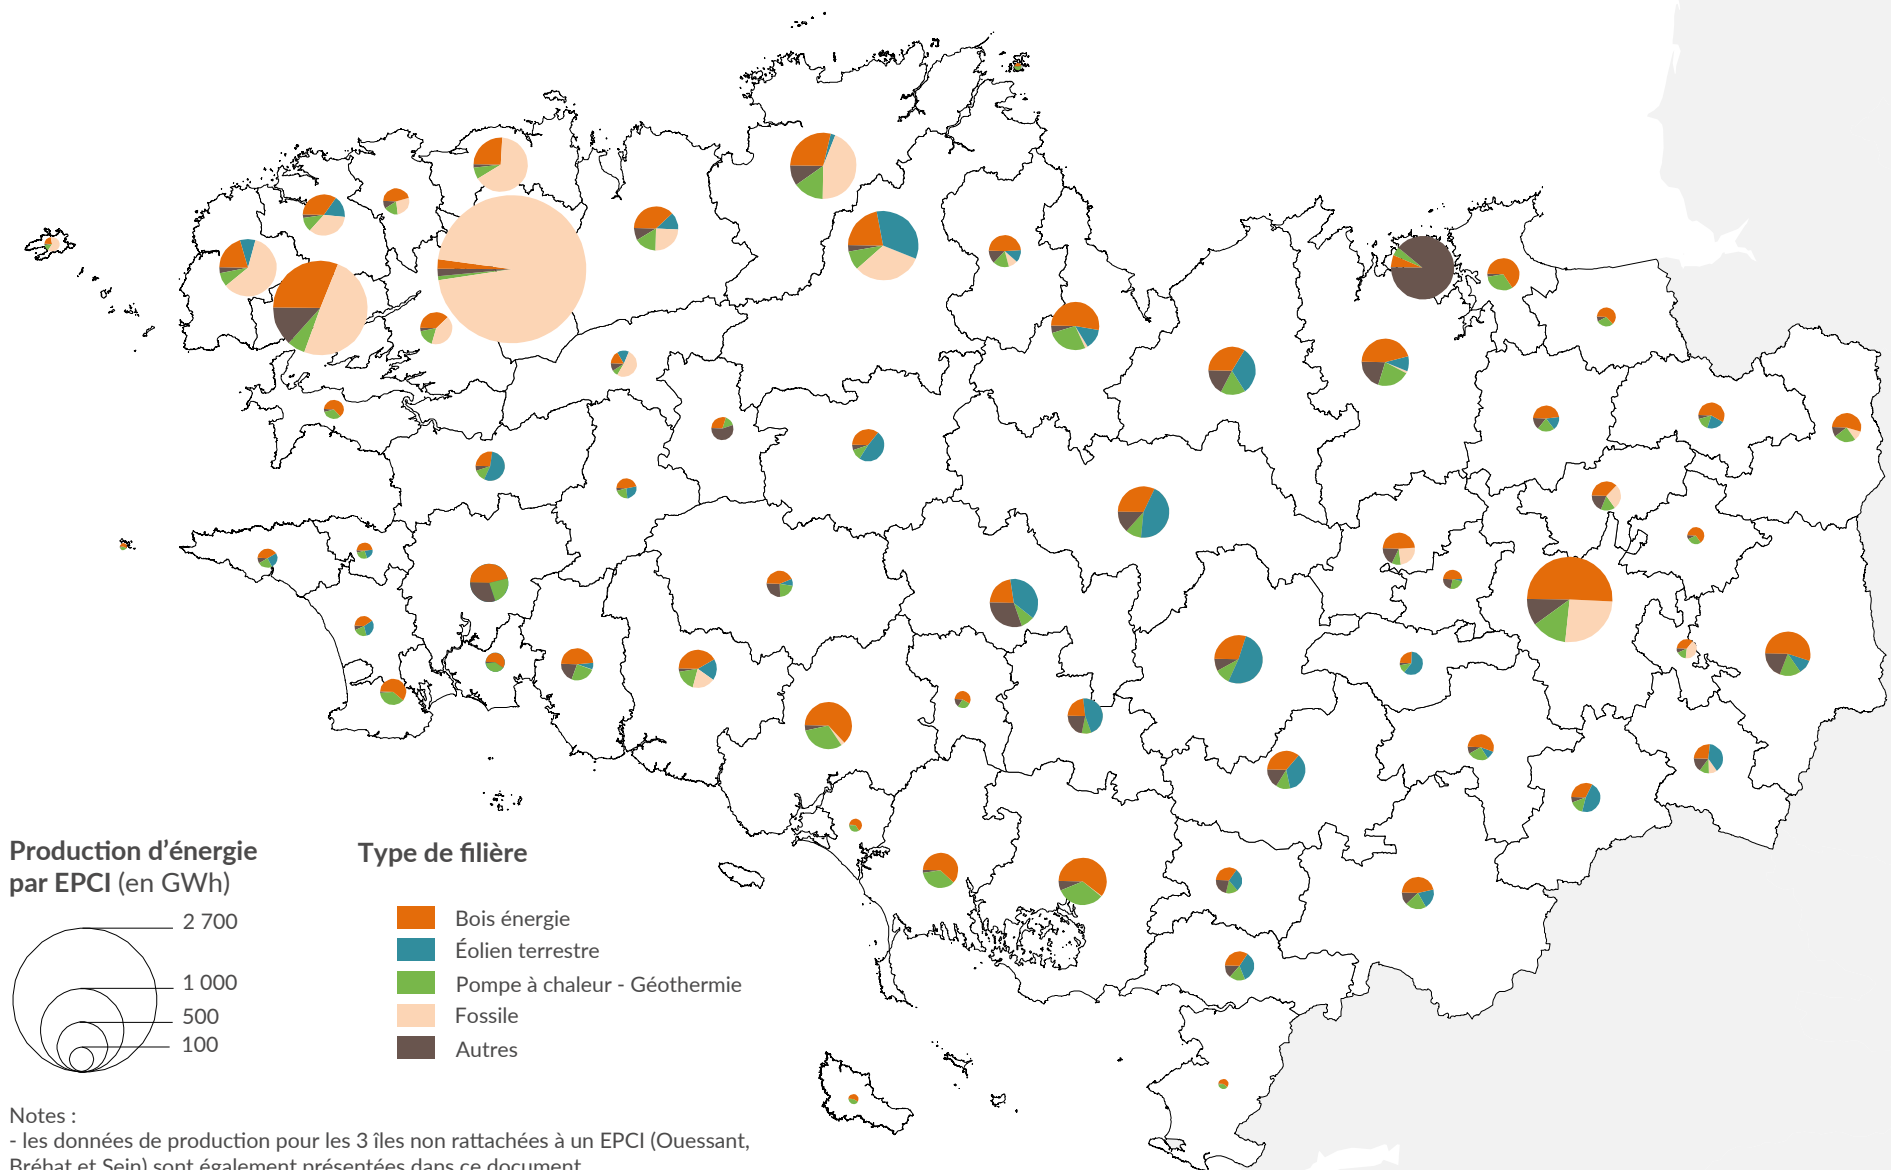 Production d'énergie
par EPCI (en GWh)
2 700
1 000
500
100
Type de filière
Bois énergie
Éolien terrestre
Pompe à chaleur - Géothermie
Fossile
Autres
Notes :
- les données de production pour les 3 îles non rattachées à un EPCI (Ouessant,
Bréhat et Sein) sont également présentées dans ce document